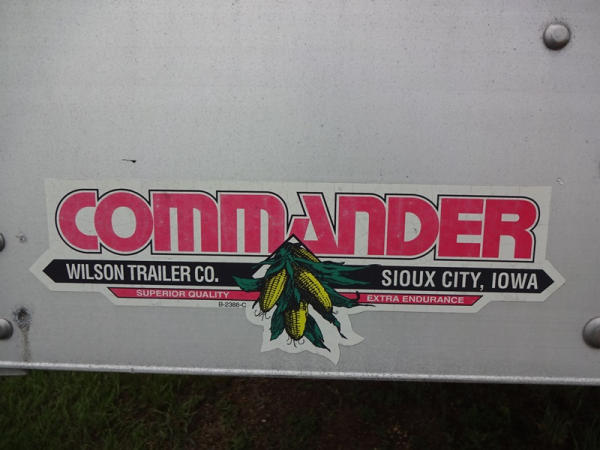 COMMANDER
WILSON TRAILER CO. SIOUX CITY, IOWA
SUPERIOR QUALITY EXTRA ENDURANCE
B-2386-C